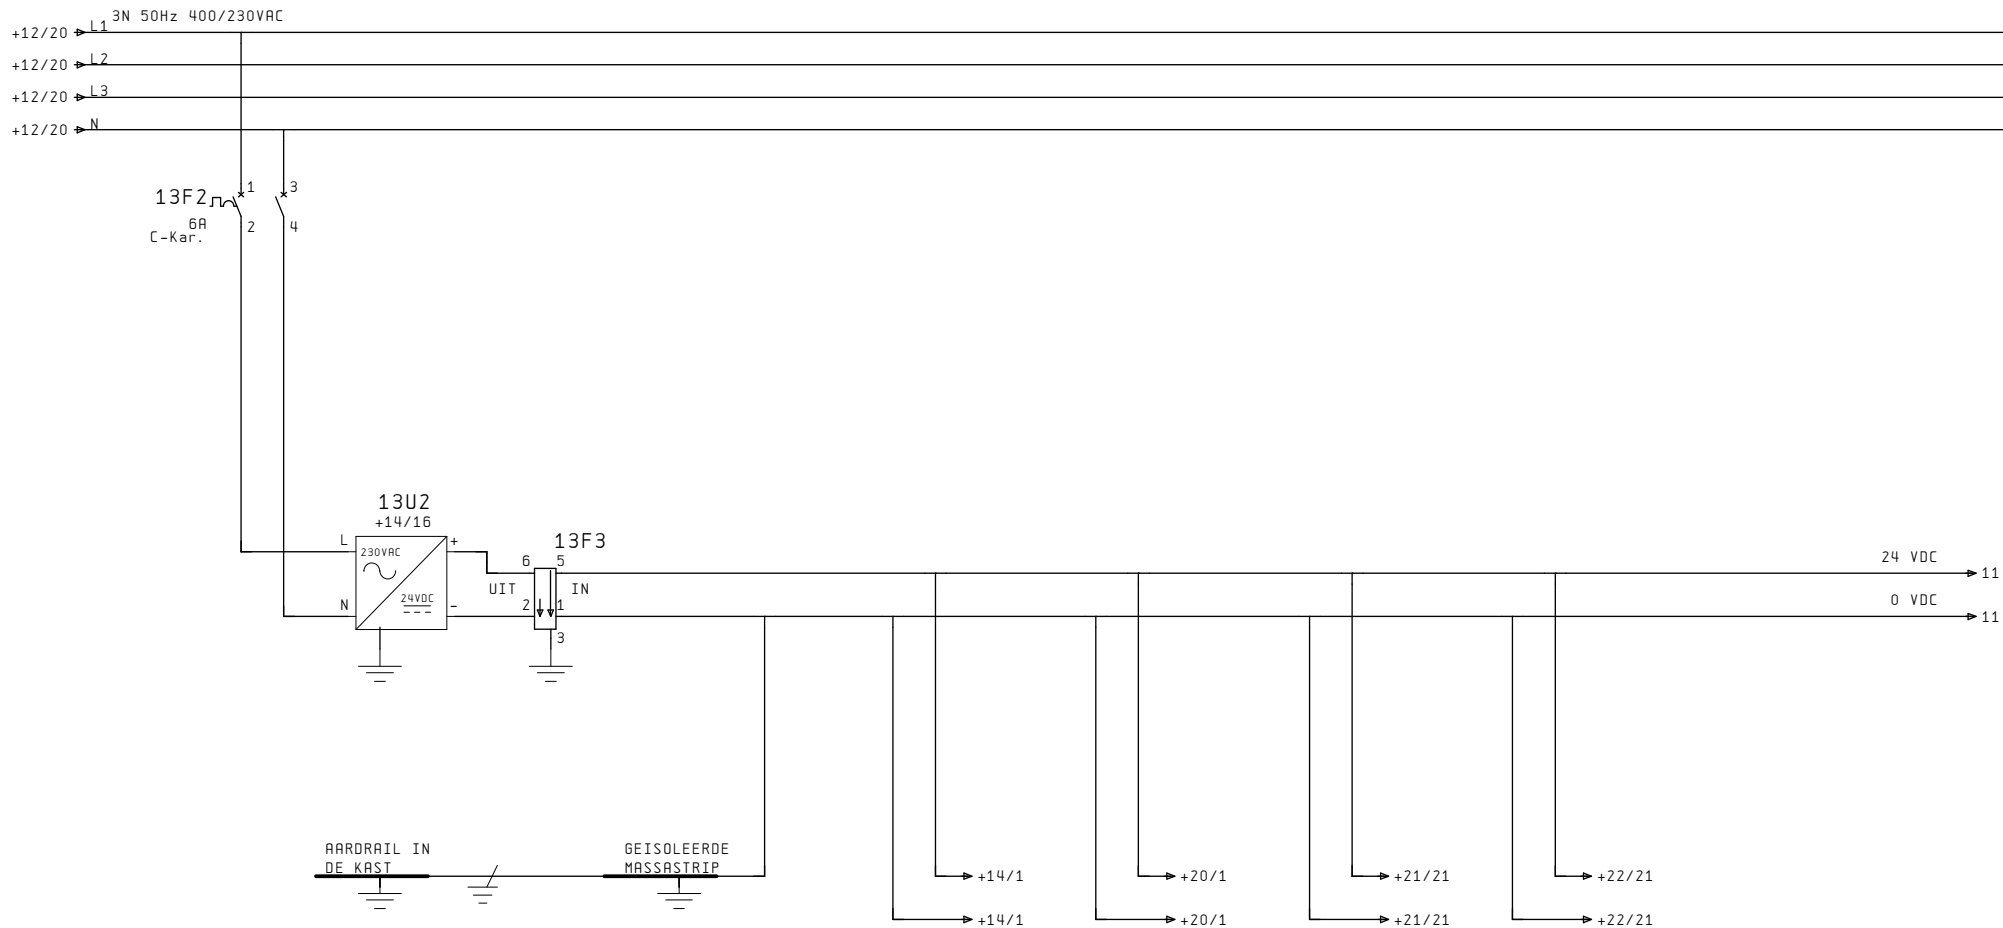 3N 50Hz 400/230VAC
+12/20 L1
+12/20 L2
+12/20 L3
+12/20 N
13F2
6A
C-Kar.
1
2
3
4
13U2
+14/16
L
N
230VAC
24VDC
+
-
13F3
6
5
UIT
IN
2
1
3
24 VDC
11
0 VDC
11
AARDRAIL IN
DE KAST
GEISOLEERDE
MASSASTRIP
+14/1
+20/1
+21/21
+22/21
+14/1
+20/1
+21/21
+22/21